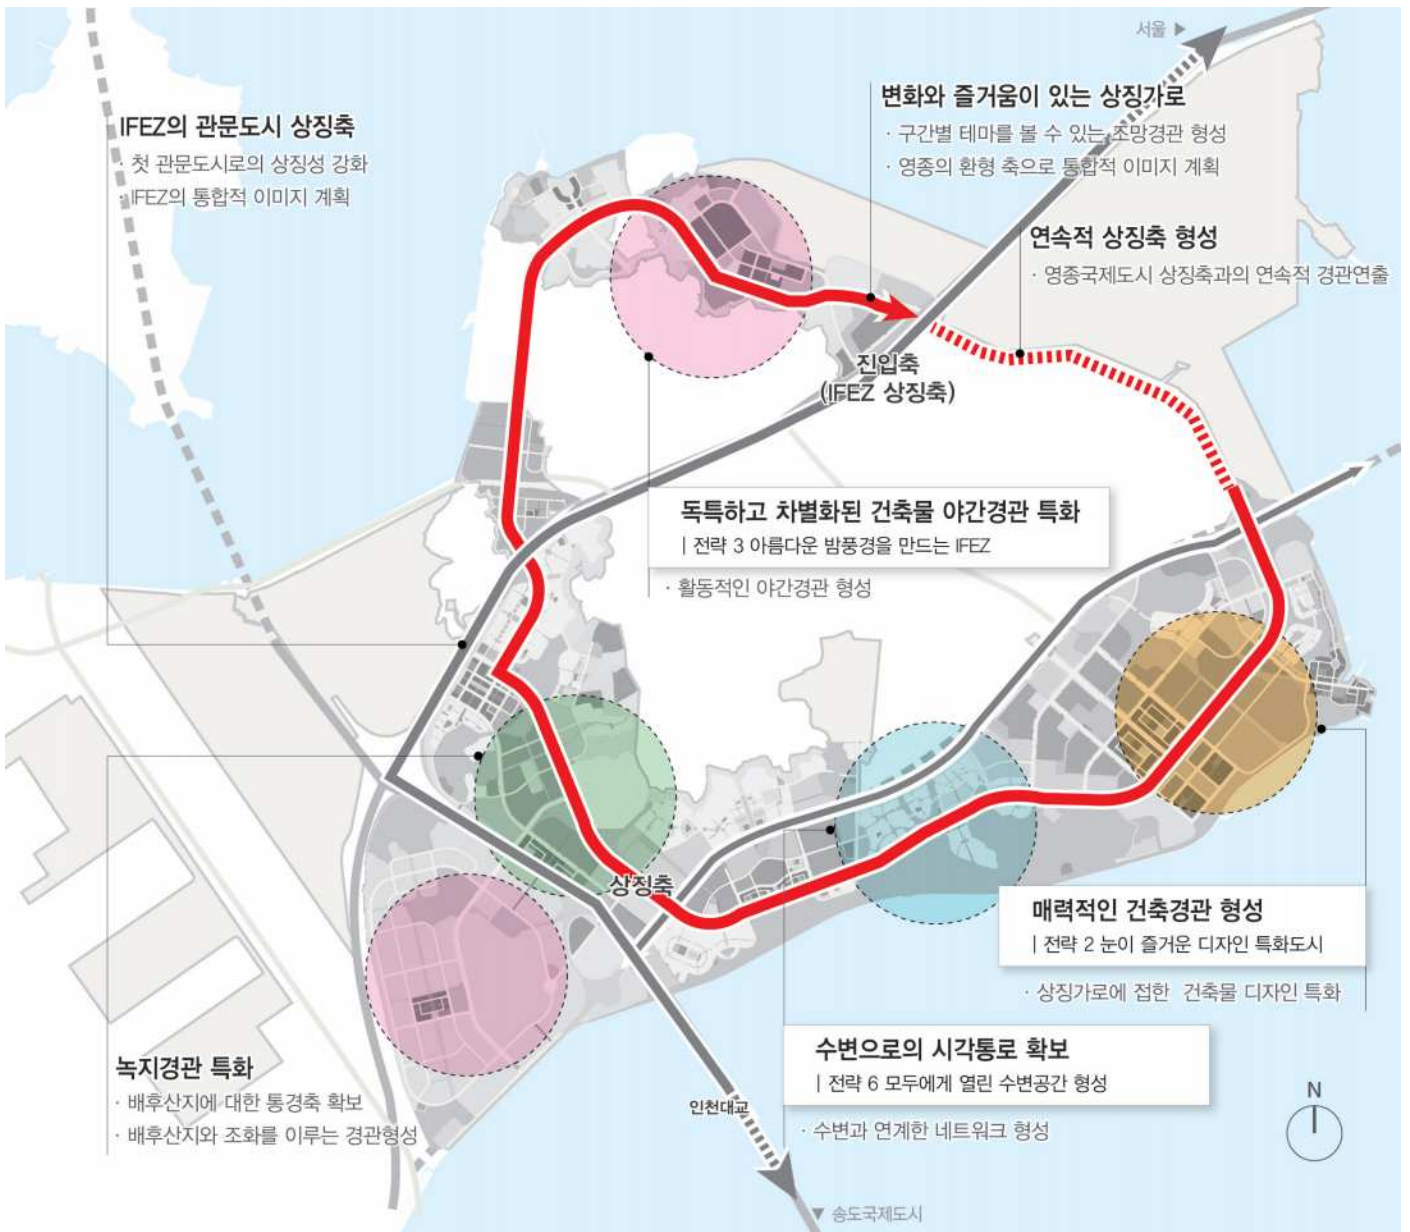 서울 ▶
변화와 즐거움이 있는 상징가로
· 구간별 테마를 볼 수 있는 조망경관 형성
· 영종의 환형 축으로 통합적 이미지 계획
IFEZ의 관문도시 상징축
· 첫 관문도시로의 상징성 강화
· IFEZ의 통합적 이미지 계획
연속적 상징축 형성
· 영종국제도시 상징축과의 연속적 경관연출
진입축
(IFEZ 상징축)
독특하고 차별화된 건축물 야간경관 특화
| 전략 3 아름다운 밤풍경을 만드는 IFEZ
· 활동적인 야간경관 형성
상징축
매력적인 건축경관 형성
| 전략 2 눈이 즐거운 디자인 특화도시
· 상징가로에 접한 건축물 디자인 특화
수변으로의 시각통로 확보
| 전략 6 모두에게 열린 수변공간 형성
· 수변과 연계한 네트워크 형성
녹지경관 특화
· 배후산지에 대한 통경축 확보
· 배후산지와 조화를 이루는 경관형성
인천대교
N
▼ 송도국제도시